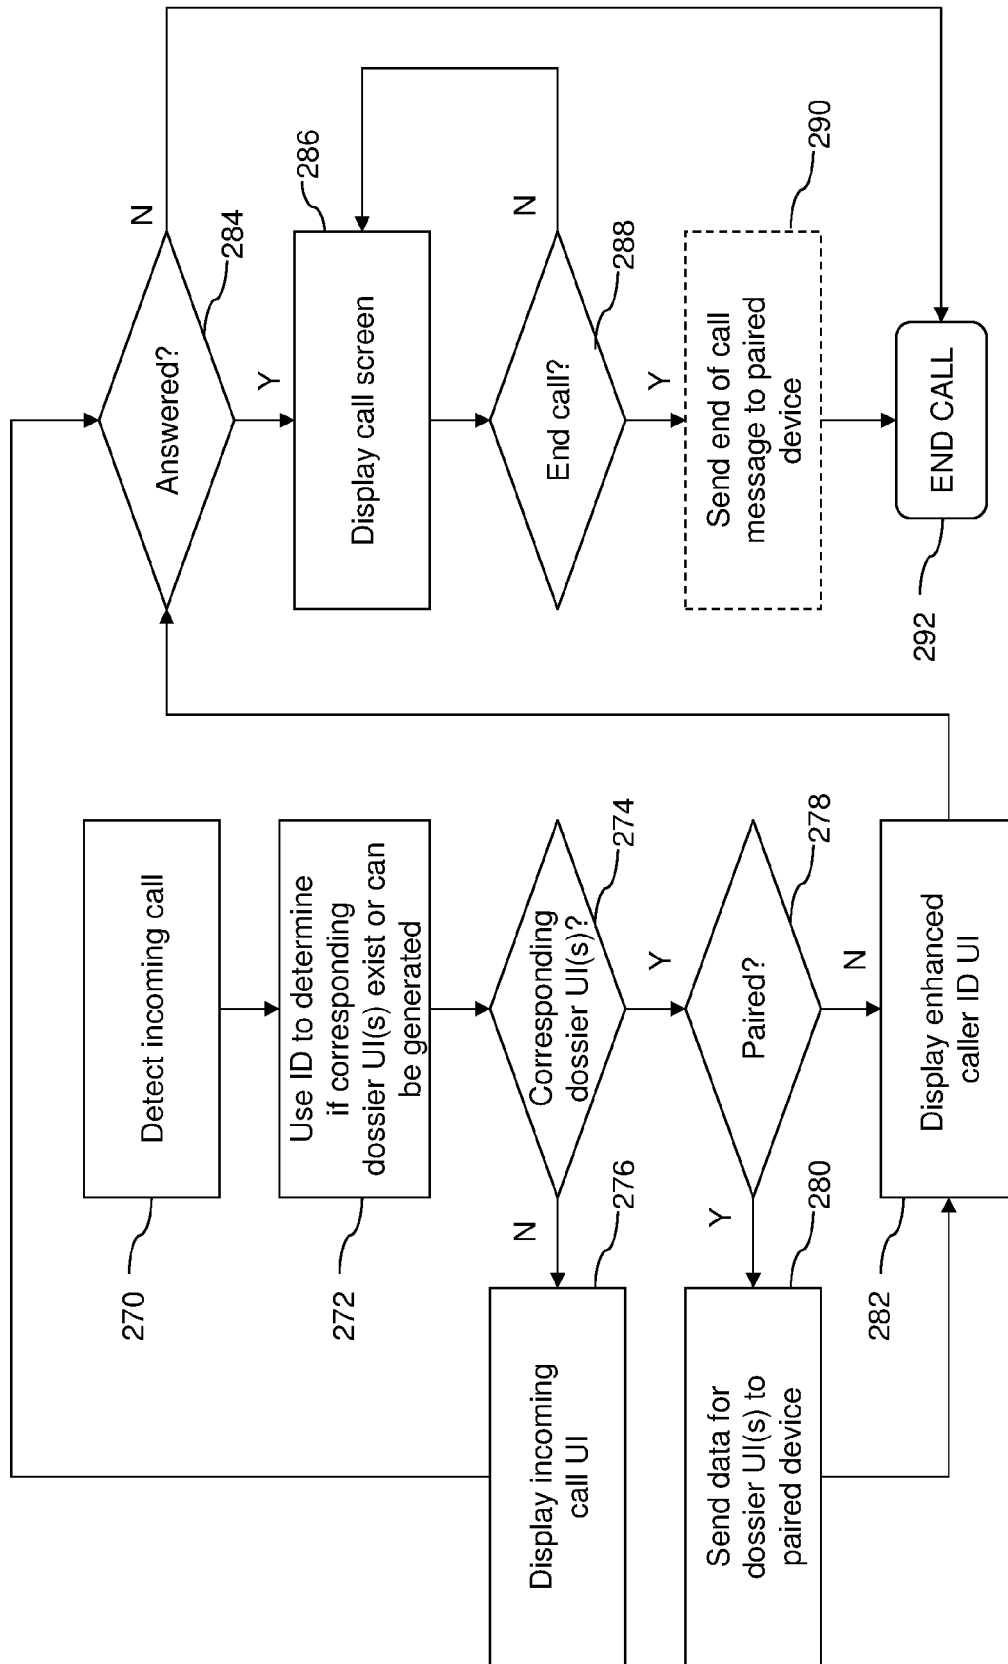 270
Detect incoming call
272
Use ID to determine
if corresponding
dossier UI(s) exist or can
be generated
Corresponding
dossier UI(s)?
274
N
Y
Display incoming
call UI
276
Paired?
278
Y
N
Send data for
dossier UI(s) to
paired device
280
Display enhanced
caller ID UI
282
Answered?
284
N
Y
Display call screen
286
End call?
288
N
Y
Send end of call
message to paired
device
290
END CALL
292